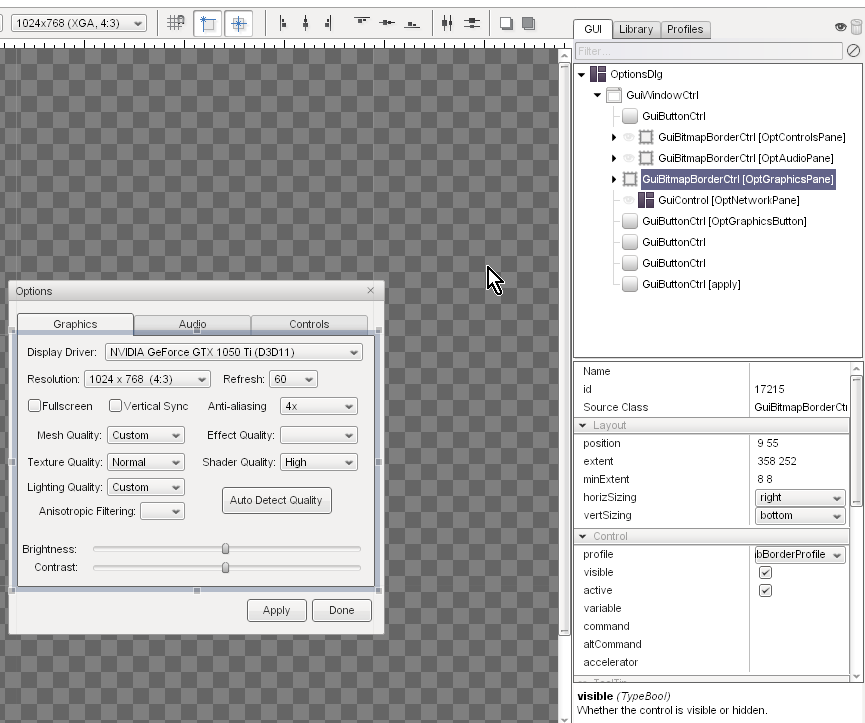 1024x768 (XGA, 4:3)
GUI Library Profiles
Filter...
OptionsDlg
GuiWindowCtrl
GuiButtonCtrl
GuiBitmapBorderCtrl [OptControlsPane]
GuiBitmapBorderCtrl [OptAudioPane]
GuiBitmapBorderCtrl [OptGraphicsPane]
GuiControl [OptNetworkPane]
GuiButtonCtrl [OptGraphicsButton]
GuiButtonCtrl
GuiButtonCtrl
GuiButtonCtrl [apply]
Options
Graphics Audio Controls
Display Driver: NVIDIA GeForce GTX 1050 Ti (D3D11)
Resolution: 1024 x 768 (4:3) Refresh: 60
Fullscreen Vertical Sync Anti-aliasing 4x
Mesh Quality: Custom Effect Quality:
Texture Quality: Normal Shader Quality: High
Lighting Quality: Custom
Auto Detect Quality
Anisotropic Filtering:
Brightness:
Contrast:
Apply Done
Name
id 17215
Source Class GuiBitmapBorderCtr
Layout
position 9 55
extent 358 252
minExtent 8 8
horizSizing right
vertSizing bottom
Control
profile bBorderProfile
visible
active
variable
command
altCommand
accelerator
ToolTip
visible (TypeBool)
Whether the control is visible or hidden.